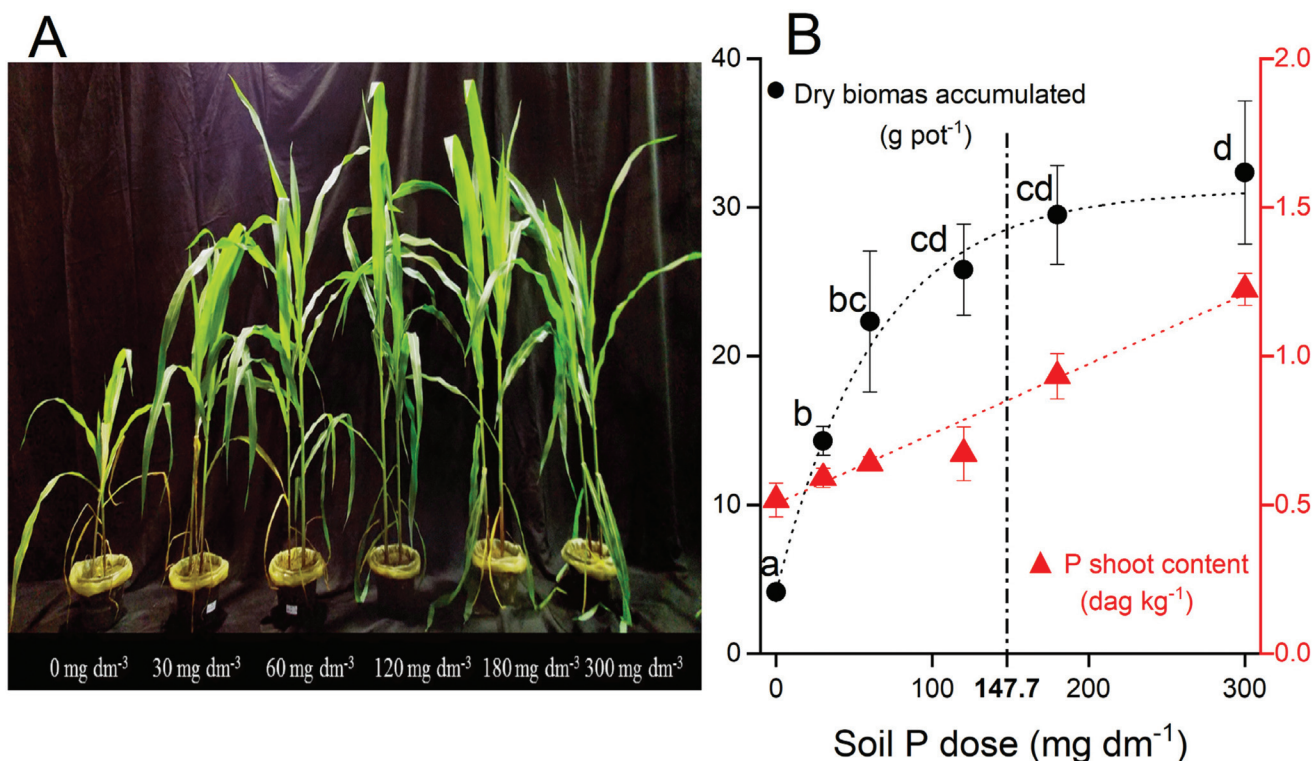 A
0 mg dm⁻³ 30 mg dm⁻³ 60 mg dm⁻³ 120 mg dm⁻³ 180 mg dm⁻³ 300 mg dm⁻³
B
40
30
20
10
0
Dry biomas accumulated
(g pot⁻¹)
a
b
bc
cd
cd
d
P shoot content
(dag kg⁻¹)
2.0
1.5
1.0
0.5
0.0
0 100 147.7 200 300
Soil P dose (mg dm⁻¹)